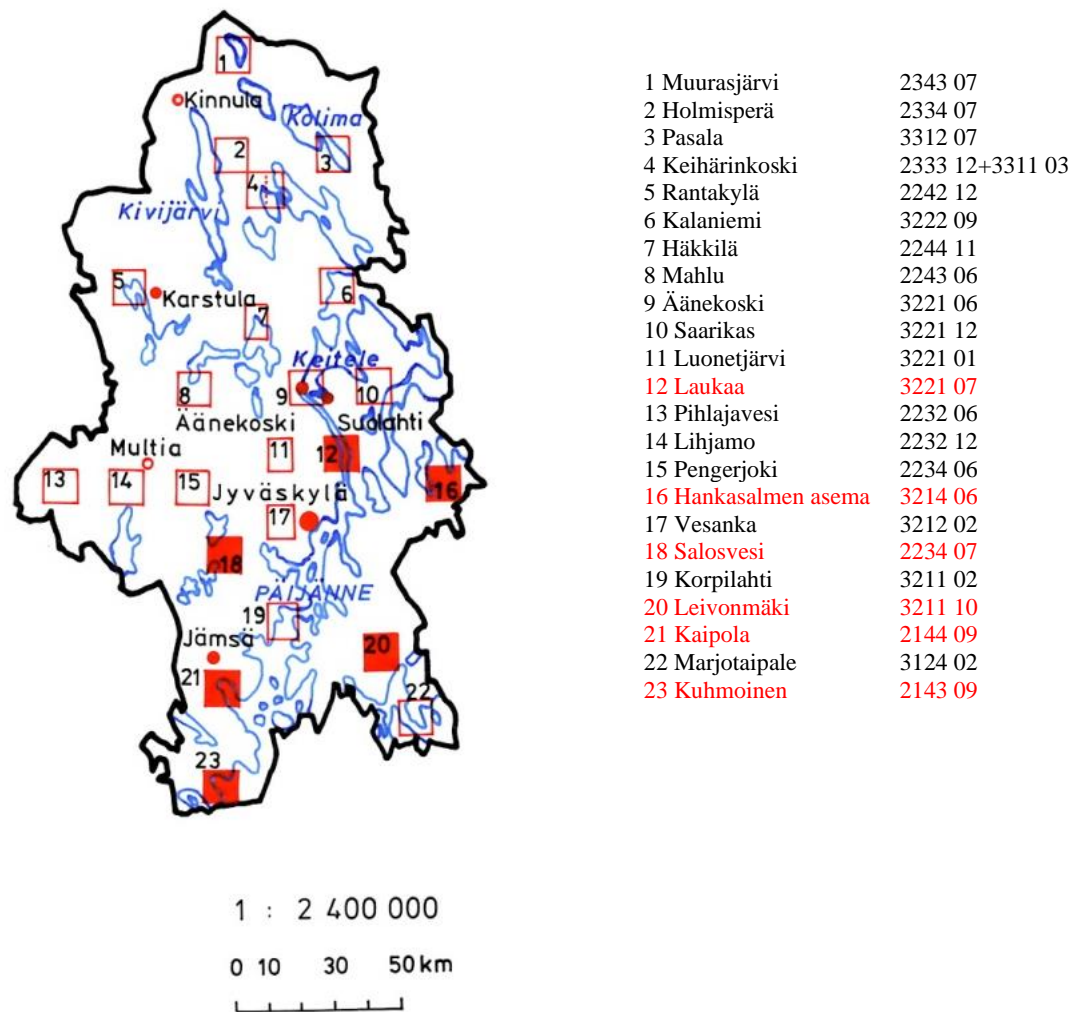 1
Kinnula
Kolima
2
3
4
Kivijärvi
5
Karstula
6
7
Keitele
8
9
10
Äänekoski
Suolahti
Multia
11
12
13
14
15
16
Jyväskylä
17
18
PÄIJÄNNE
19
Jämsä
20
21
22
23
1 : 2 400 000
0 10 30 50 km
1 Muurasjärvi 2343 07
2 Holmisperä 2334 07
3 Pasala 3312 07
4 Keihärinkoski 2333 12+3311 03
5 Rantakylä 2242 12
6 Kalaniemi 3222 09
7 Häkkilä 2244 11
8 Mahlu 2243 06
9 Äänekoski 3221 06
10 Saarikas 3221 12
11 Luonetjärvi 3221 01
12 Laukaa 3221 07
13 Pihlajavesi 2232 06
14 Lihjamo 2232 12
15 Pengerjoki 2234 06
16 Hankasalmen asema 3214 06
17 Vesanka 3212 02
18 Salosvesi 2234 07
19 Korpilahti 3211 02
20 Leivonmäki 3211 10
21 Kaipola 2144 09
22 Marjotaipale 3124 02
23 Kuhmoinen 2143 09